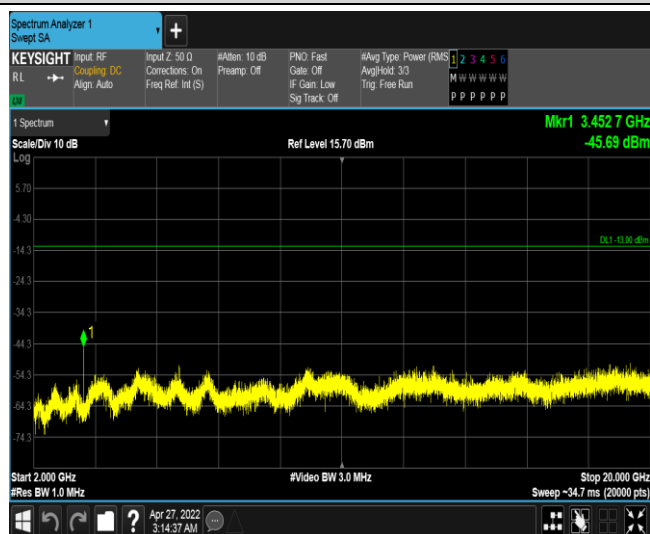 Spectrum Analyzer 1
Swept SA
KEYSIGHT Input: RF Input Z: 50 Ω #Atten: 10 dB PNO: Fast #Avg Type: Power (RMS 1 2 3 4 5 6
RL Coupling: DC Corrections: On Preamp: Off Gate: Off Avg|Hold: 3/3 M W W W W W
Align: Auto Freq Ref: Int (S) IF Gain: Low Trig: Free Run
Sig Track: Off P P P P P P
1 Spectrum Mkr1 3.452 7 GHz
Scale/Div 10 dB Ref Level 15.70 dBm -45.69 dBm
Log
5.70
-4.30
DL1 -13.00 dBm
-14.3
-24.3
-34.3
1
-44.3
-54.3
-64.3
-74.3
Start 2.000 GHz #Video BW 3.0 MHz Stop 20.000 GHz
#Res BW 1.0 MHz Sweep ~34.7 ms (20000 pts)
Apr 27, 2022
3:14:37 AM